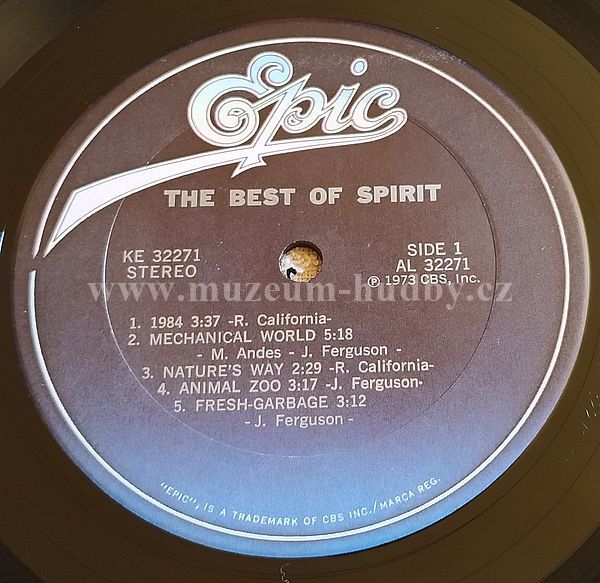 Epic
THE BEST OF SPIRIT
KE 32271
STEREO
SIDE 1
AL 32271
℗ 1973 CBS, Inc.
www.muzeum-hudby.cz
1. 1984 3:37 -R. California-
2. MECHANICAL WORLD 5:18
- M. Andes - J. Ferguson -
3. NATURE'S WAY 2:29 -R. California-
4. ANIMAL ZOO 3:17 -J. Ferguson-
5. FRESH-GARBAGE 3:12
- J. Ferguson -
"EPIC", IS A TRADEMARK OF CBS INC./MARCA REG.